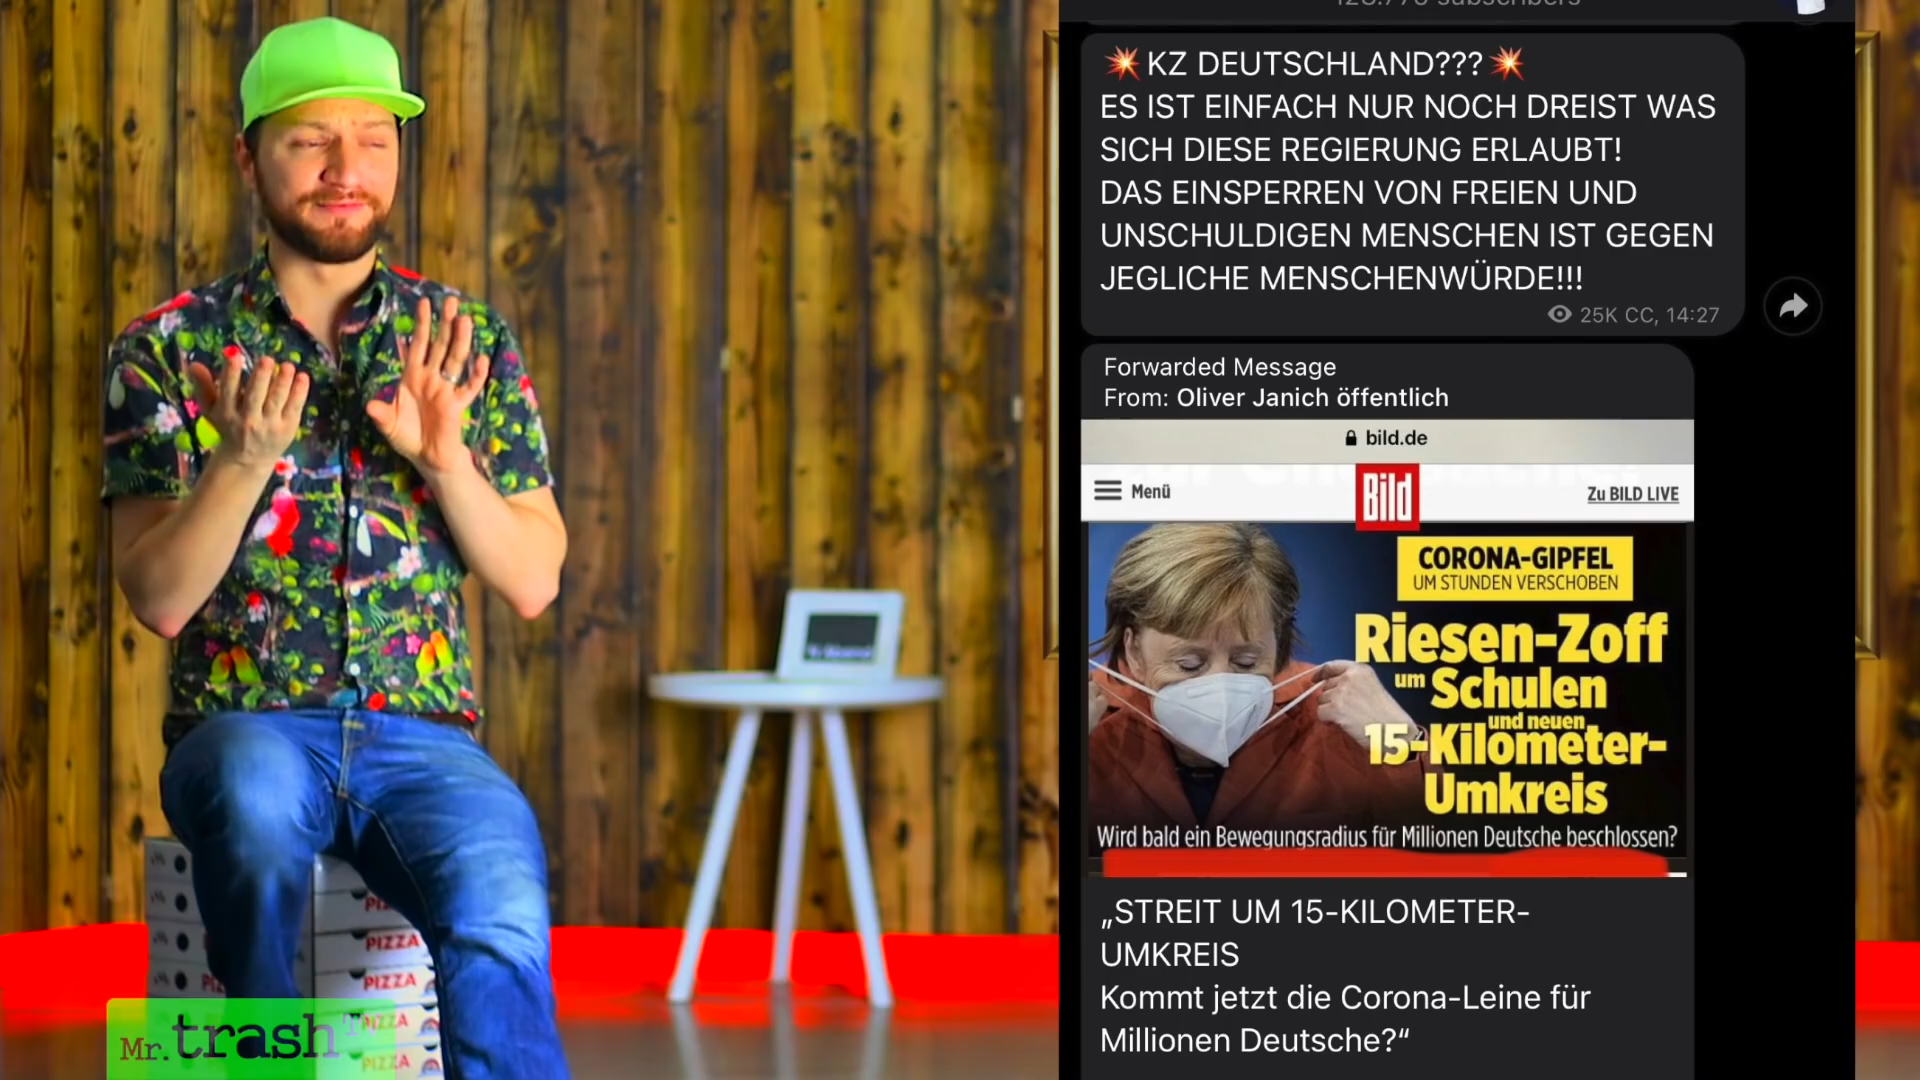 💥 KZ DEUTSCHLAND??? 💥
ES IST EINFACH NUR NOCH DREIST WAS
SICH DIESE REGIERUNG ERLAUBT!
DAS EINSPERREN VON FREIEN UND
UNSCHULDIGEN MENSCHEN IST GEGEN
JEGLICHE MENSCHENWÜRDE!!!
25K CC, 14:27
Forwarded Message
From: Oliver Janich öffentlich
bild.de
Menü
Bild
Zu BILD LIVE
CORONA-GIPFEL
UM STUNDEN VERSCHOBEN
Riesen-Zoff
um Schulen
und neuen
15-Kilometer-
Umkreis
Wird bald ein Bewegungsradius für Millionen Deutsche beschlossen?
„STREIT UM 15-KILOMETER-
UMKREIS
Kommt jetzt die Corona-Leine für
Millionen Deutsche?“
PIZZA
PIZZA
PIZZA
PIZZA
Mr. trash TV